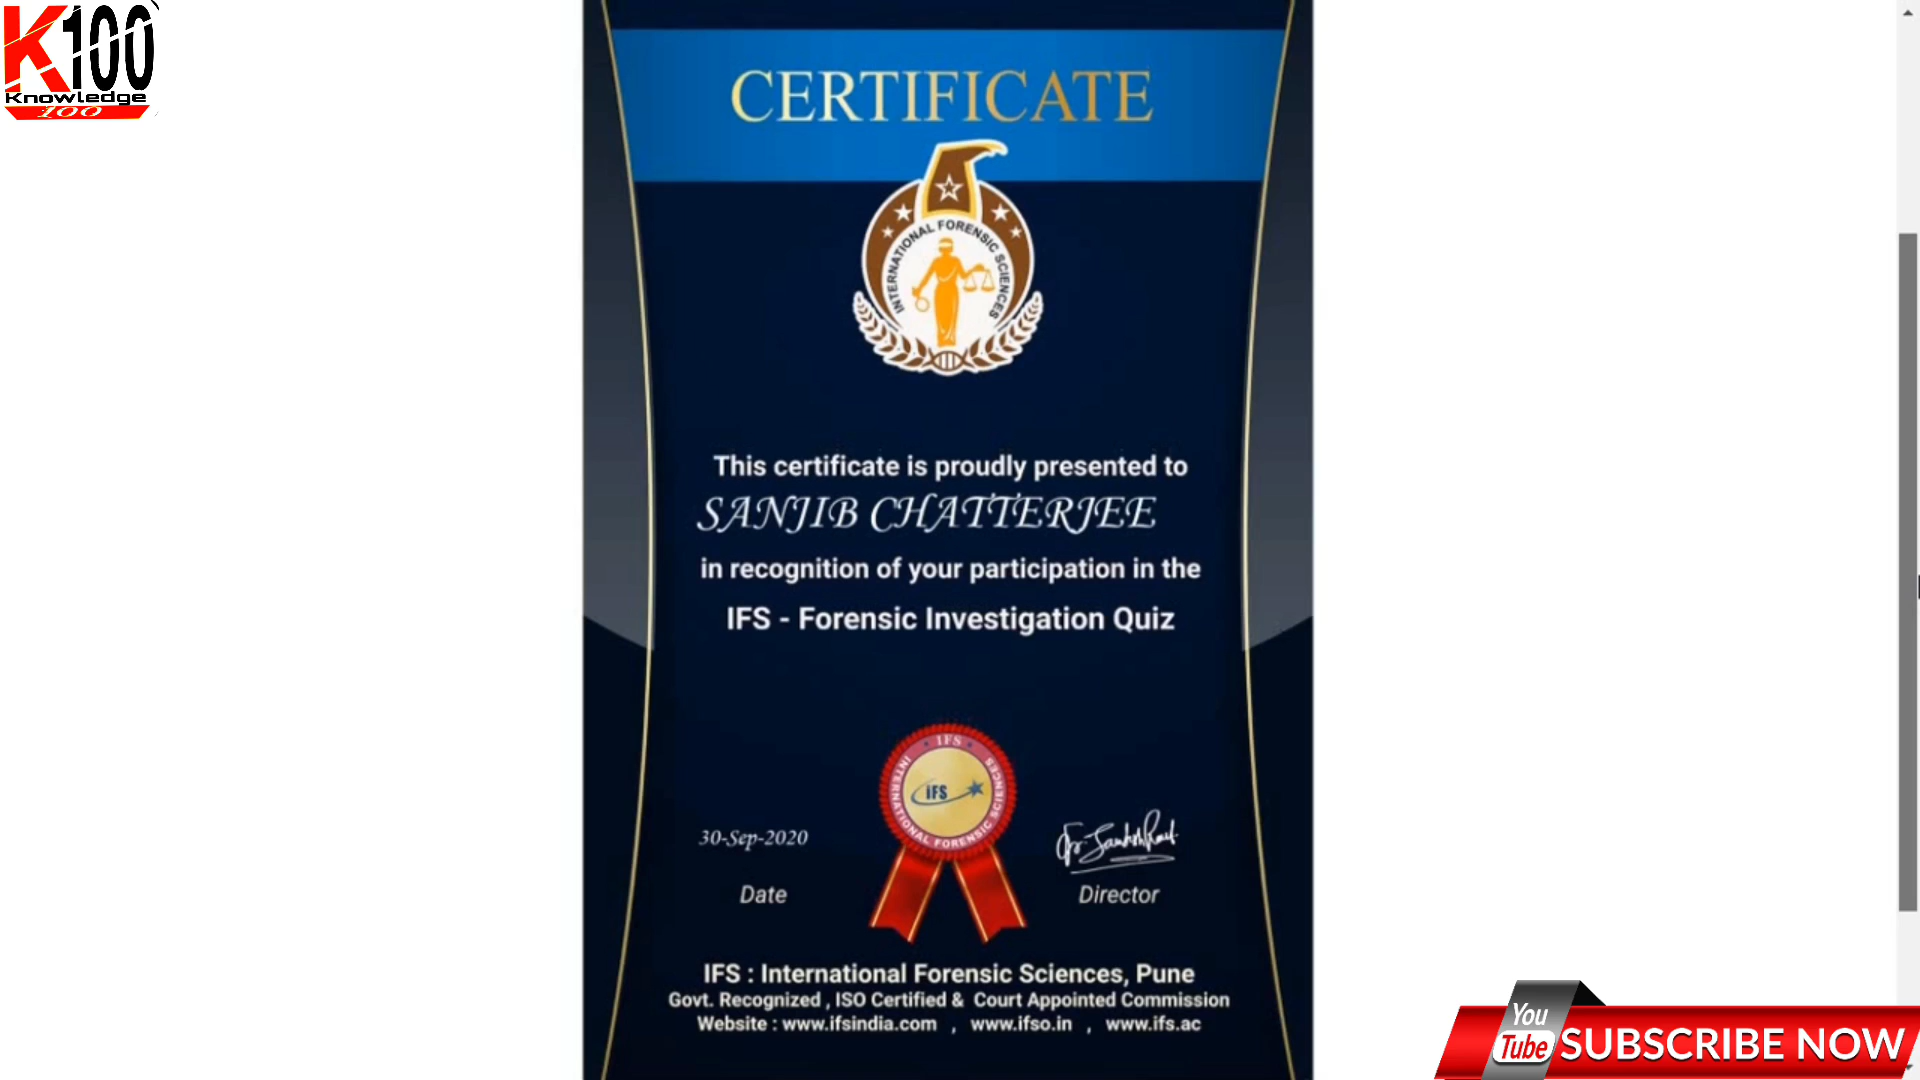 K100
Knowledge
100
CERTIFICATE
INTERNATIONAL FORENSIC SCIENCES
This certificate is proudly presented to
SANJIB CHATTERJEE
in recognition of your participation in the
IFS - Forensic Investigation Quiz
IFS
INTERNATIONAL FORENSIC SCIENCES
iFS
30-Sep-2020
Date
Director
IFS : International Forensic Sciences, Pune
Govt. Recognized , ISO Certified & Court Appointed Commission
Website : www.ifsindia.com , www.ifso.in , www.ifs.ac
You
Tube
SUBSCRIBE NOW